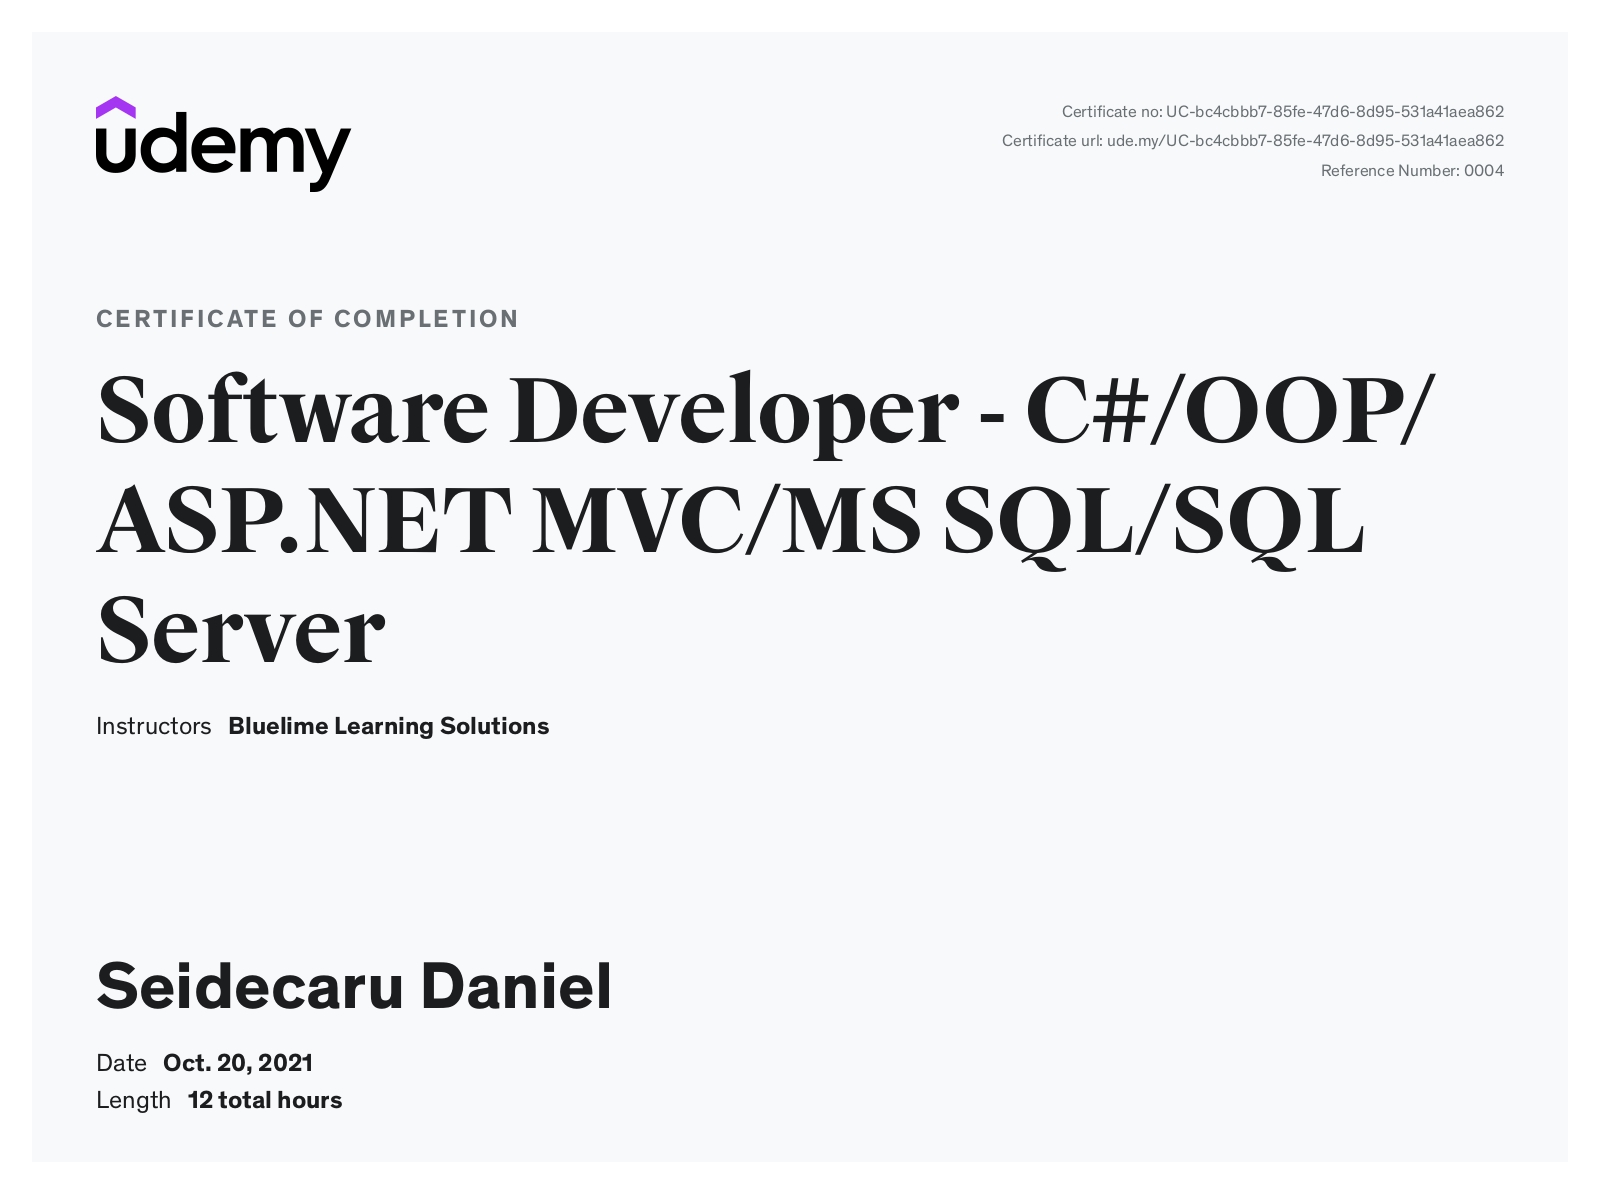 udemy
Certificate no: UC-bc4cbbb7-85fe-47d6-8d95-531a41aea862
Certificate url: ude.my/UC-bc4cbbb7-85fe-47d6-8d95-531a41aea862
Reference Number: 0004
CERTIFICATE OF COMPLETION
Software Developer - C#/OOP/
ASP.NET MVC/MS SQL/SQL
Server
Instructors Bluelime Learning Solutions
Seidecaru Daniel
Date Oct. 20, 2021
Length 12 total hours